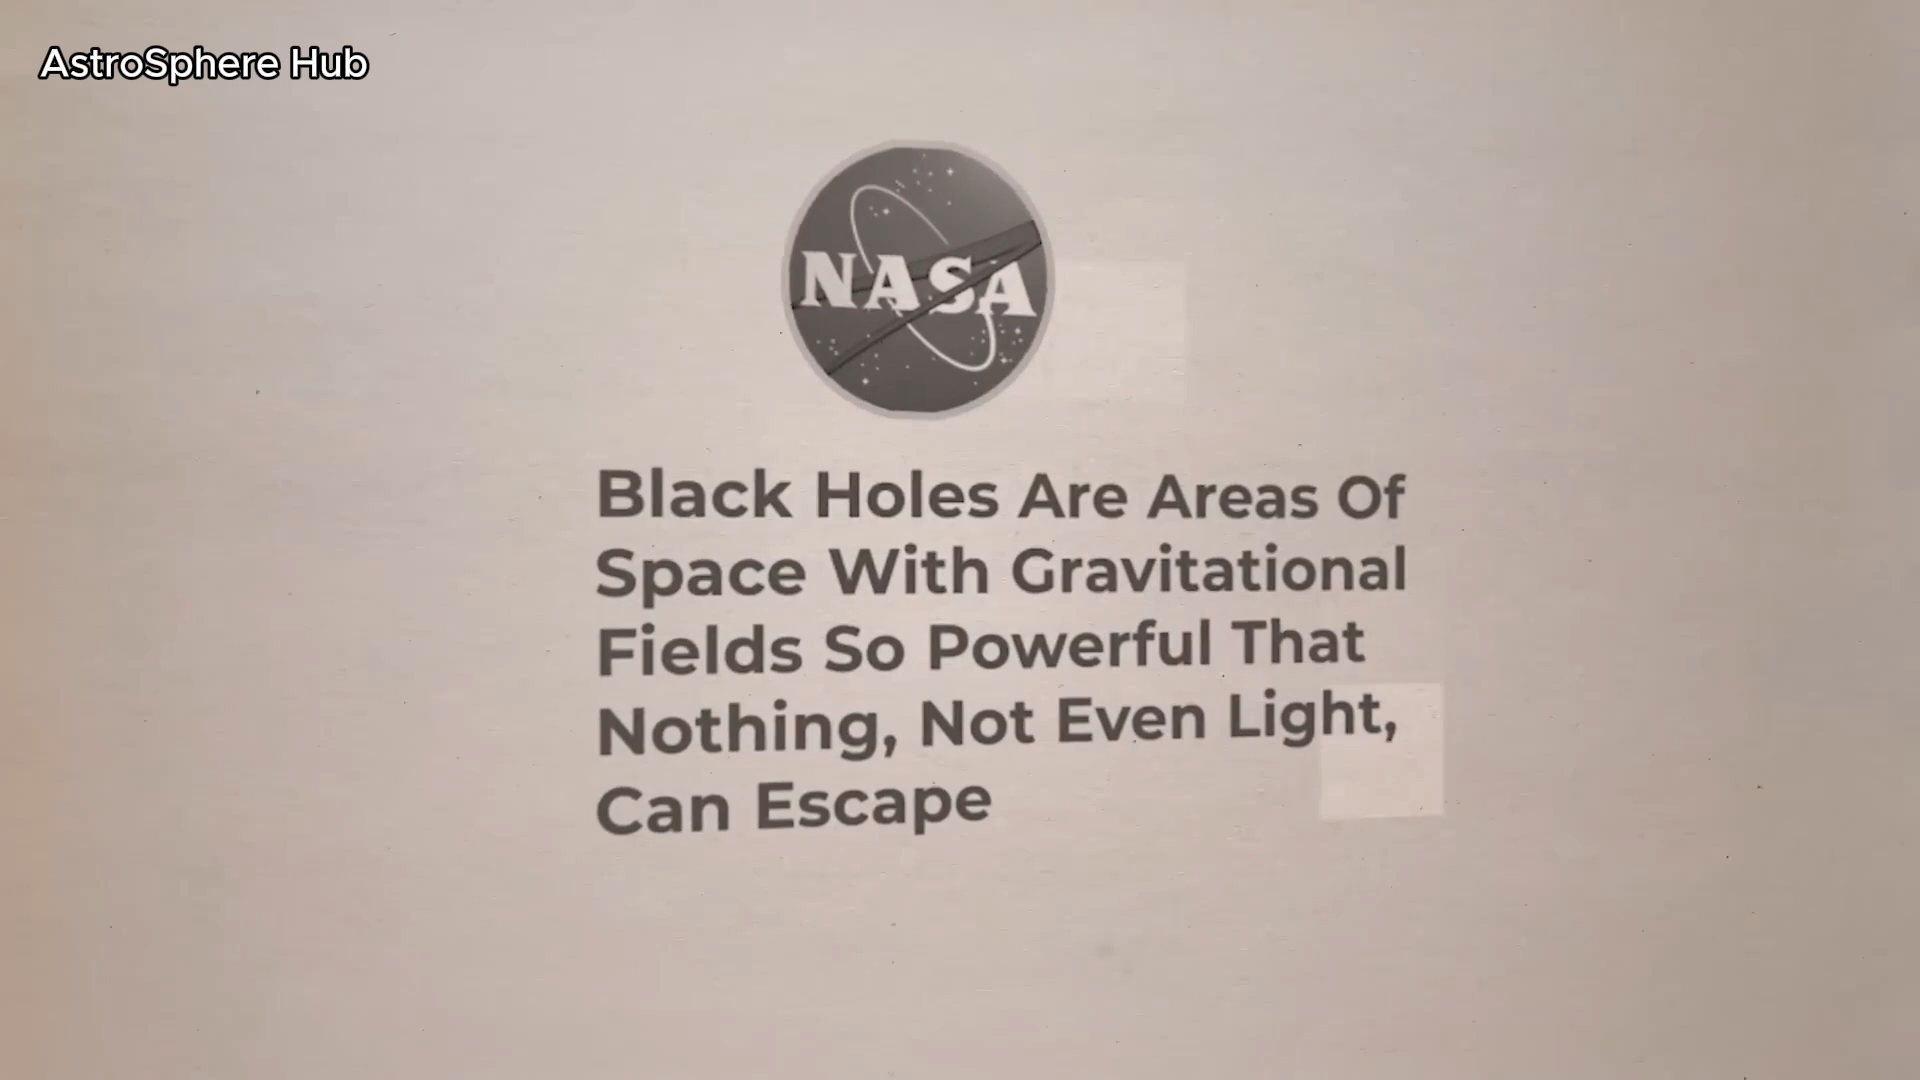 AstroSphere Hub
NASA
Black Holes Are Areas Of
Space With Gravitational
Fields So Powerful That
Nothing, Not Even Light,
Can Escape